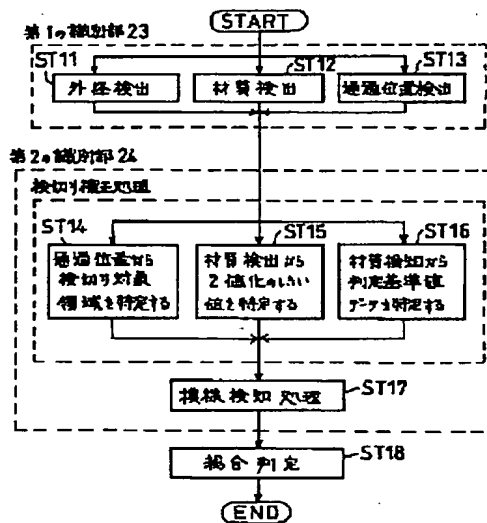 START
第1の識別部23
ST11
外径検出
ST12
材質検出
ST13
通過位置検出
第2の識別部24
検切り補正処理
ST14
通過位置から
検切り対象
領域を特定する
ST15
材質検出から
2値化のしきい
値を特定する
ST16
材質検知から
判定基準値
データを特定する
模様検知処理
ST17
総合判定
ST18
END